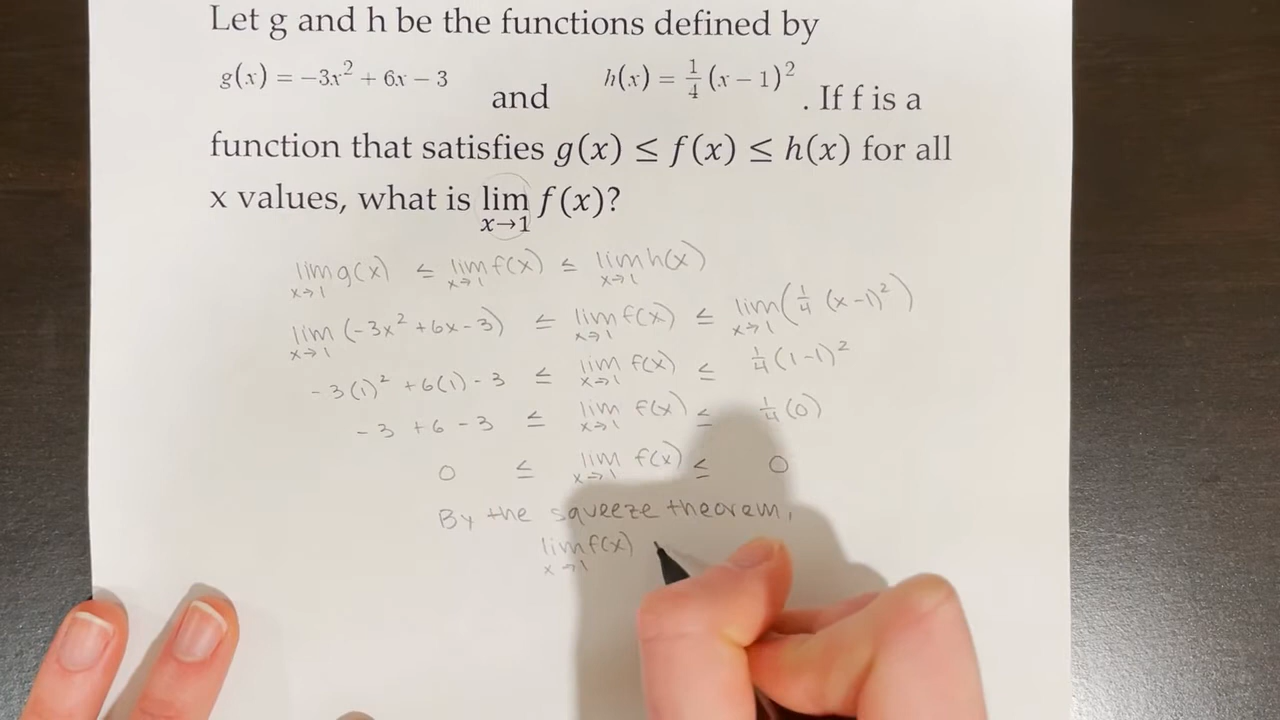 Let g and h be the functions defined by
g(x) = −3x² + 6x − 3 and h(x) = 1/4 (x − 1)² . If f is a
function that satisfies g(x) ≤ f(x) ≤ h(x) for all
x values, what is lim x→1 f(x)?
lim x→1 g(x) ≤ lim x→1 f(x) ≤ lim x→1 h(x)
lim x→1 (-3x² + 6x - 3) ≤ lim x→1 f(x) ≤ lim x→1 (1/4 (x-1)²)
-3(1)² + 6(1) - 3 ≤ lim x→1 f(x) ≤ 1/4 (1-1)²
-3 + 6 - 3 ≤ lim x→1 f(x) ≤ 1/4 (0)
0 ≤ lim x→1 f(x) ≤ 0
By the squeeze theorem,
lim x→1 f(x)